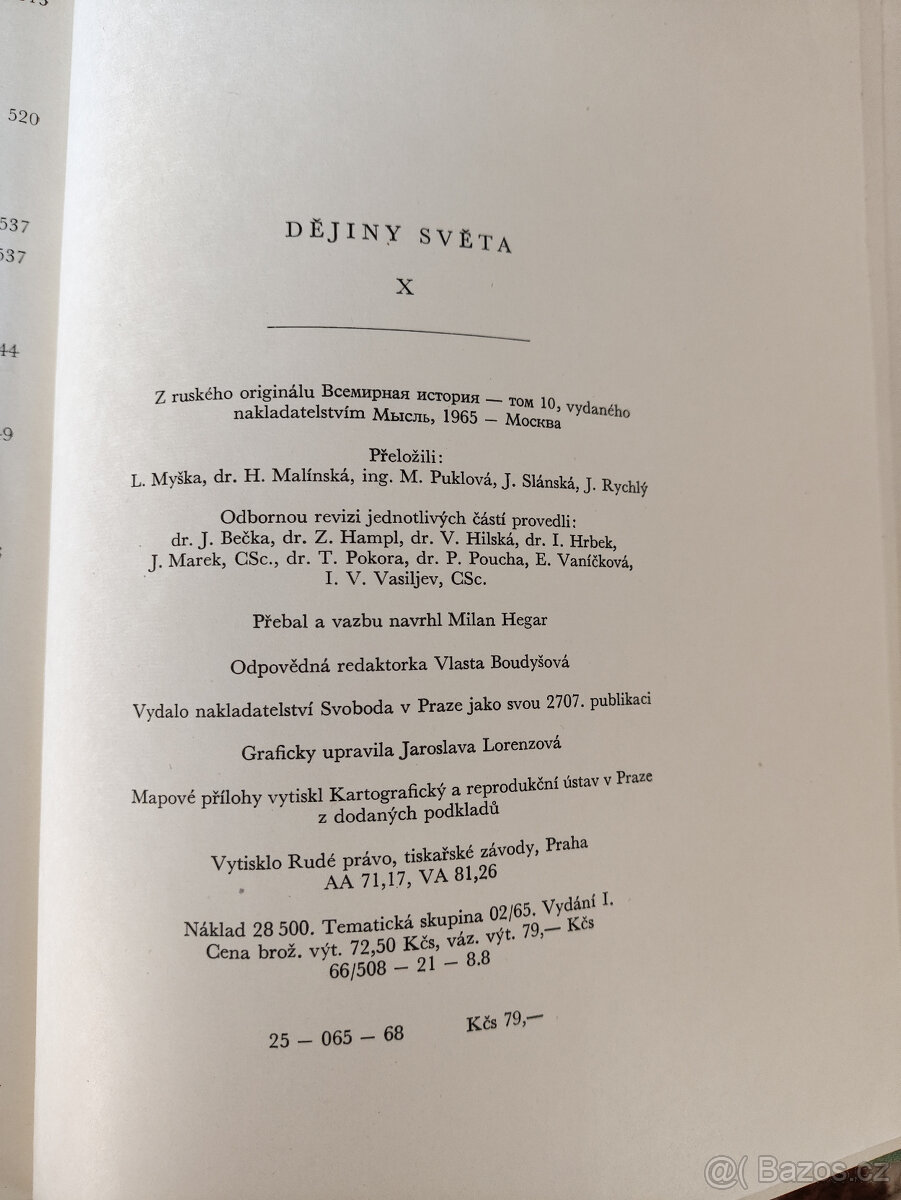 520
537
537
44
9
DĚJINY SVĚTA
X
Z ruského originálu Всемирная история — том 10, vydaného
nakladatelstvím Мысль, 1965 — Москва
Přeložili:
L. Myška, dr. H. Malínská, ing. M. Puklová, J. Slánská, J. Rychlý
Odbornou revizi jednotlivých částí provedli:
dr. J. Bečka, dr. Z. Hampl, dr. V. Hilská, dr. I. Hrbek,
J. Marek, CSc., dr. T. Pokora, dr. P. Poucha, E. Vaníčková,
I. V. Vasiljev, CSc.
Přebal a vazbu navrhl Milan Hegar
Odpovědná redaktorka Vlasta Boudyšová
Vydalo nakladatelství Svoboda v Praze jako svou 2707. publikaci
Graficky upravila Jaroslava Lorenzová
Mapové přílohy vytiskl Kartografický a reprodukční ústav v Praze
z dodaných podkladů
Vytisklo Rudé právo, tiskařské závody, Praha
AA 71,17, VA 81,26
Náklad 28 500. Tematická skupina 02/65. Vydání I.
Cena brož. výt. 72,50 Kčs, váz. výt. 79,— Kčs
66/508 — 21 — 8.8
25 — 065 — 68 Kčs 79,—
@( Bazos.cz